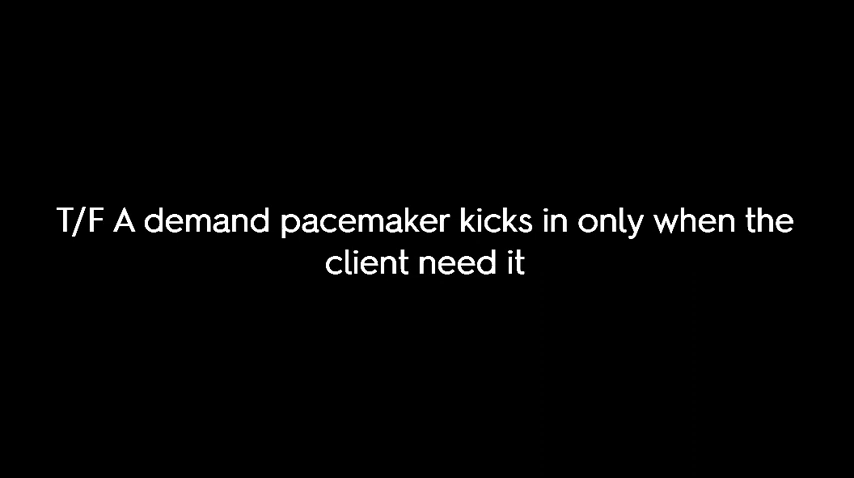 T/F A demand pacemaker kicks in only when the
client need it